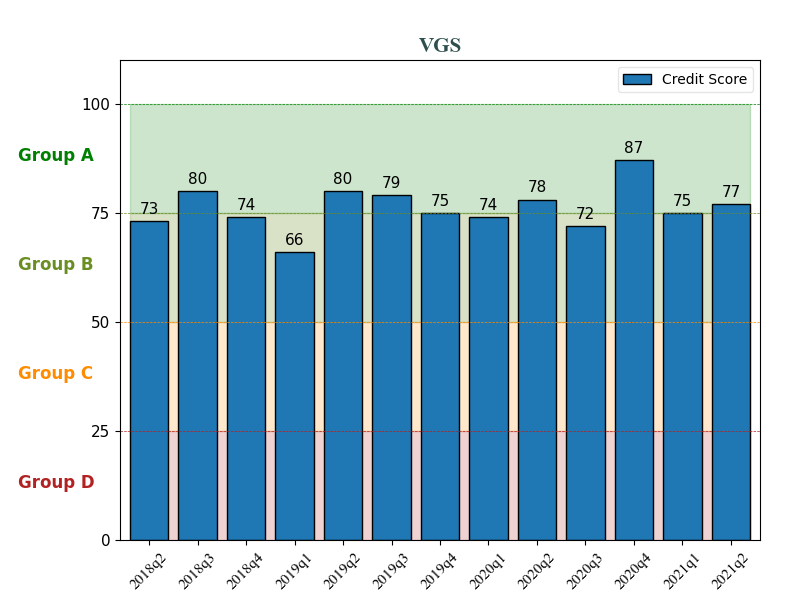 VGS
Credit Score
100
75
50
25
0
Group A
Group B
Group C
Group D
73
80
74
66
80
79
75
74
78
72
87
75
77
2018q2
2018q3
2018q4
2019q1
2019q2
2019q3
2019q4
2020q1
2020q2
2020q3
2020q4
2021q1
2021q2